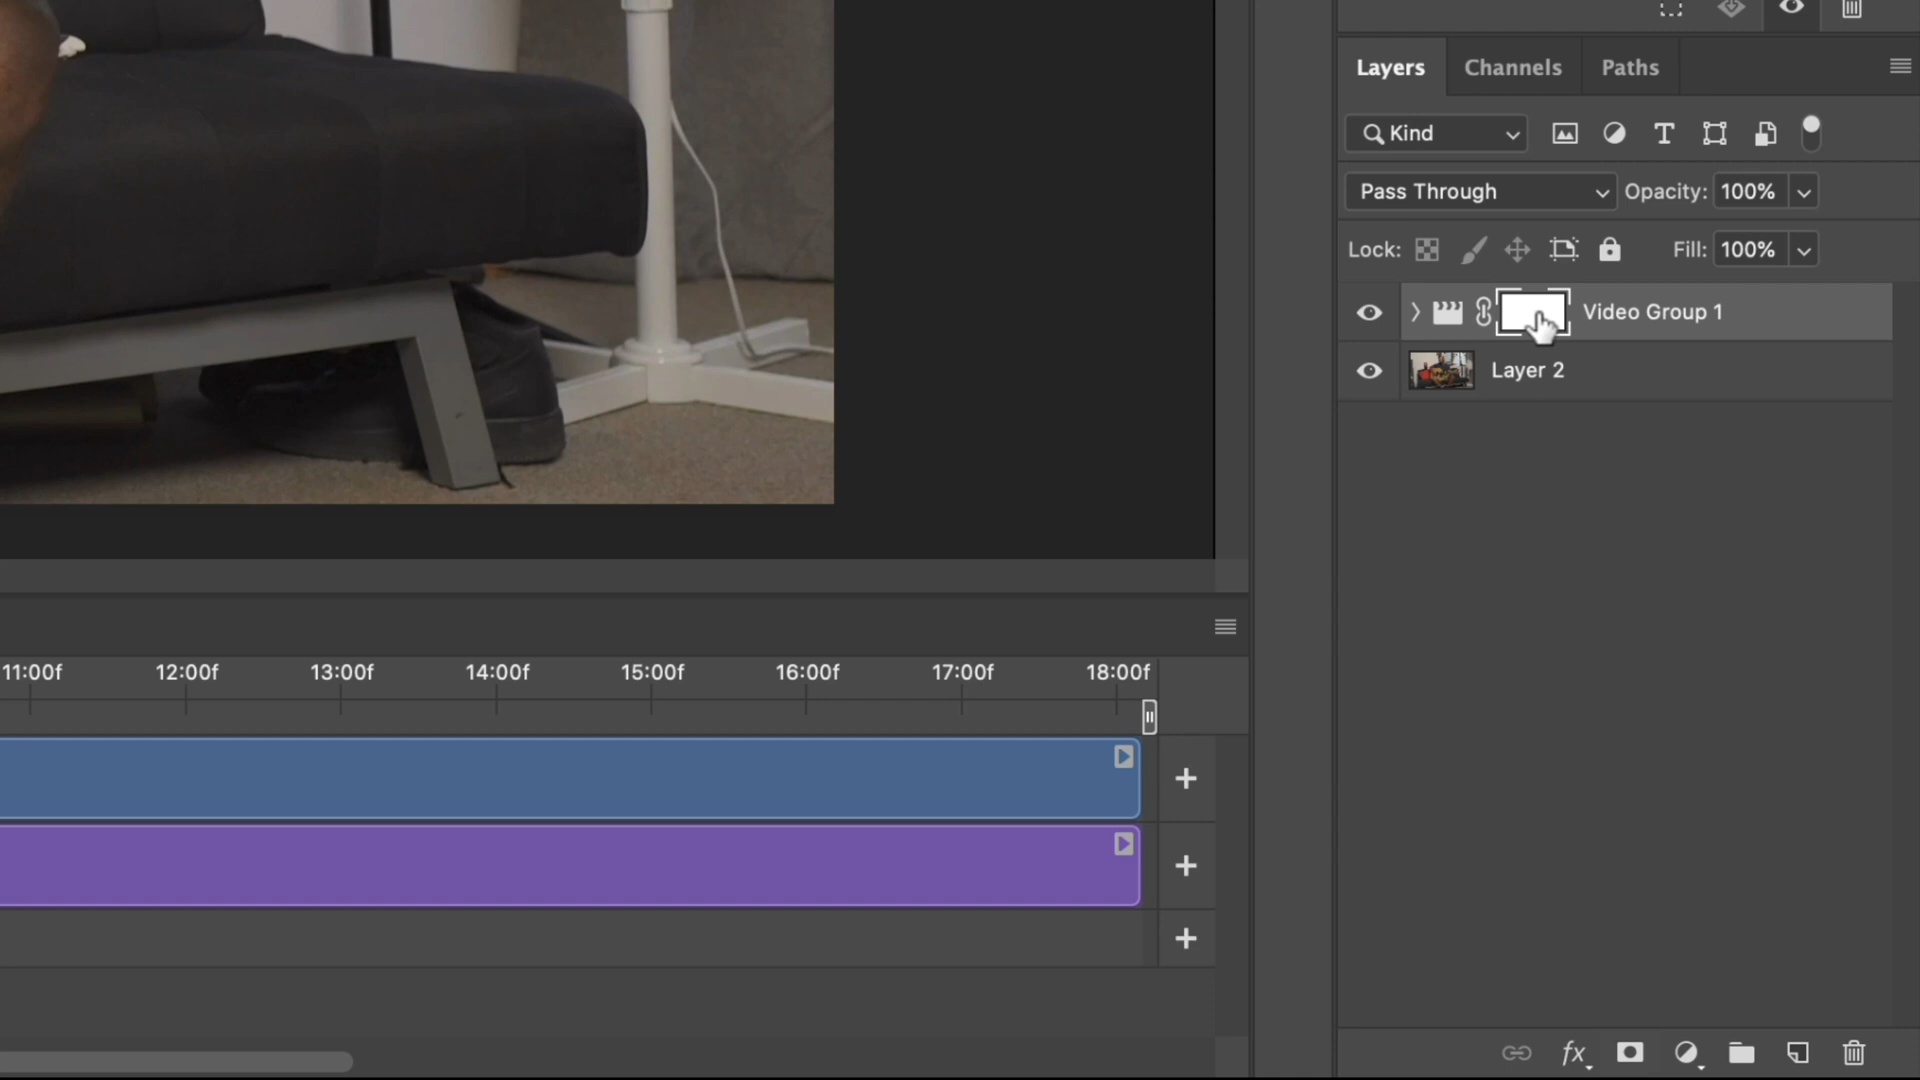 Layers Channels Paths
Kind
Pass Through Opacity: 100%
Lock: Fill: 100%
Video Group 1
Layer 2
11:00f 12:00f 13:00f 14:00f 15:00f 16:00f 17:00f 18:00f
fx